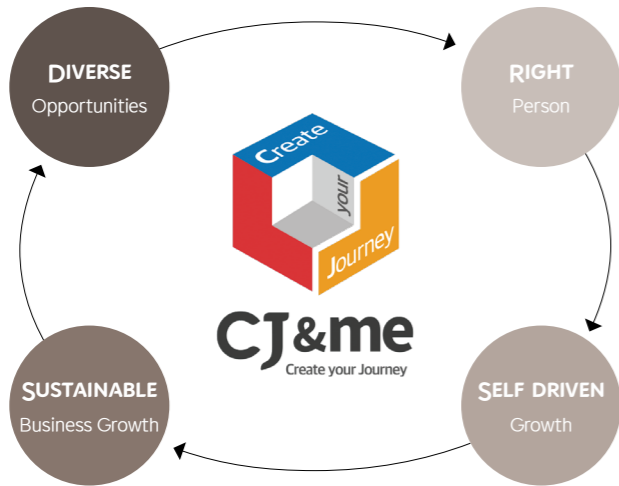 DIVERSE
Opportunities
RIGHT
Person
Create
your
Journey
CJ &me
Create your Journey
SUSTAINABLE
Business Growth
SELF DRIVEN
Growth